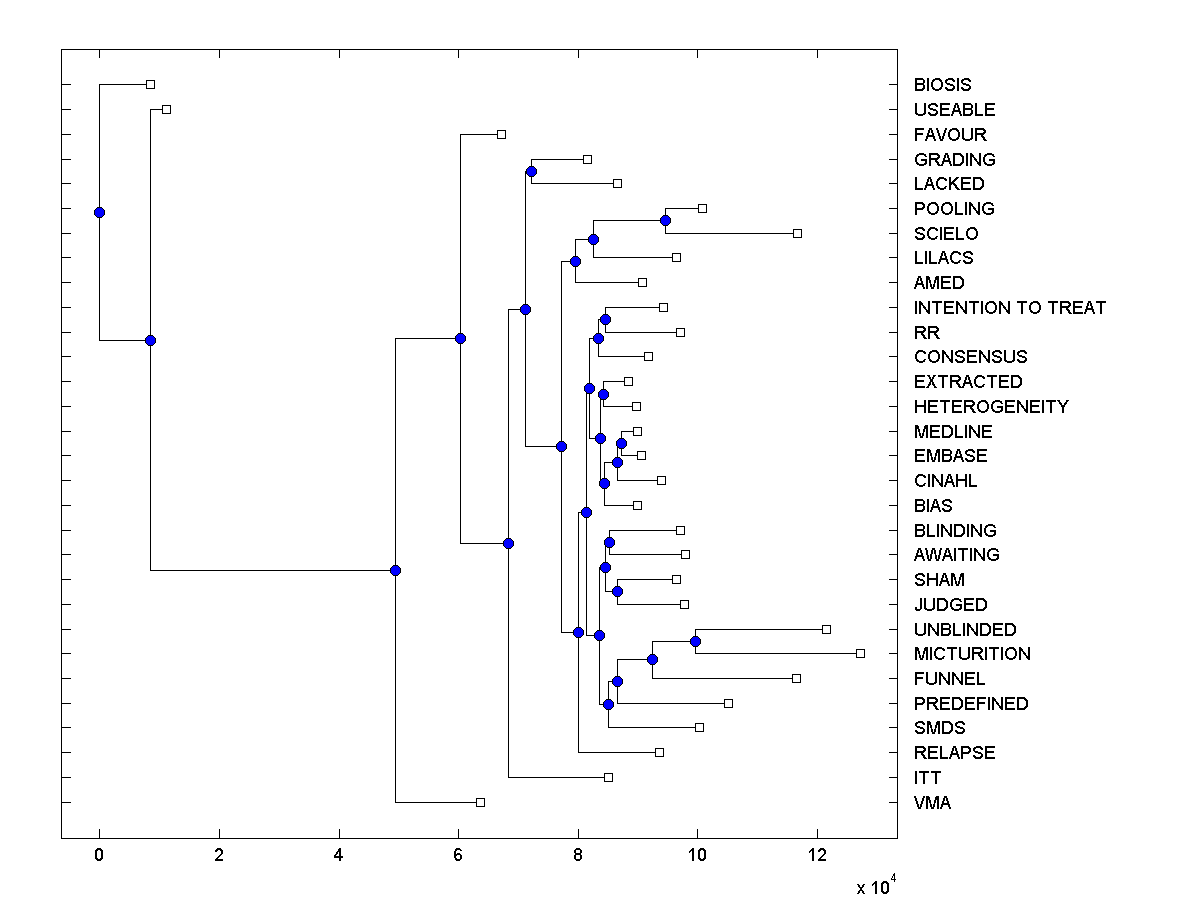 BIOSIS
USEABLE
FAVOUR
GRADING
LACKED
POOLING
SCIELO
LILACS
AMED
INTENTION TO TREAT
RR
CONSENSUS
EXTRACTED
HETEROGENEITY
MEDLINE
EMBASE
CINAHL
BIAS
BLINDING
AWAITING
SHAM
JUDGED
UNBLINDED
MICTURITION
FUNNEL
PREDEFINED
SMDS
RELAPSE
ITT
VMA
0 2 4 6 8 10 12
x 10^4